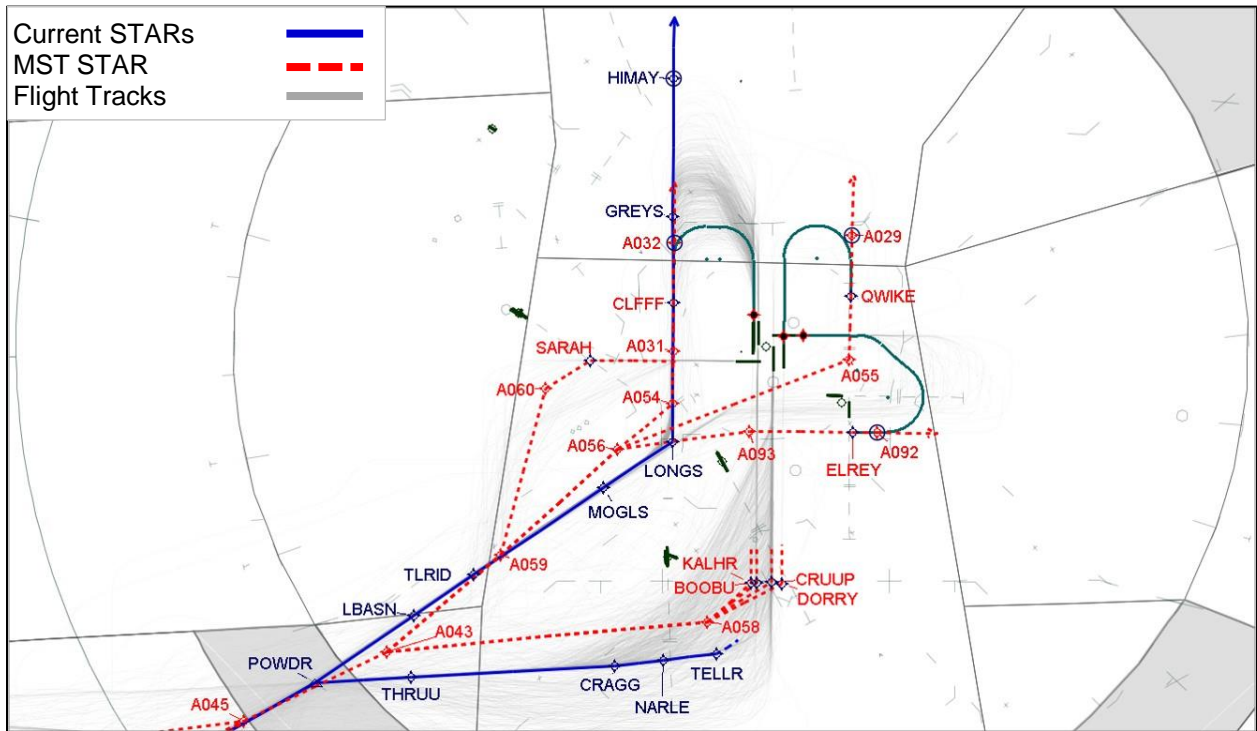 Current STARs
MST STAR
Flight Tracks
HIMAY
GREYS
A032
A029
CLFFF
QWIKE
SARAH
A031
A055
A060
A054
A056
A093
A092
LONGS
ELREY
MOGLS
A059
TLRID
KALHR
CRUUP
BOOBU
DORRY
LBASN
A058
A043
POWDR
TELLR
THRUU
CRAGG
NARLE
A045